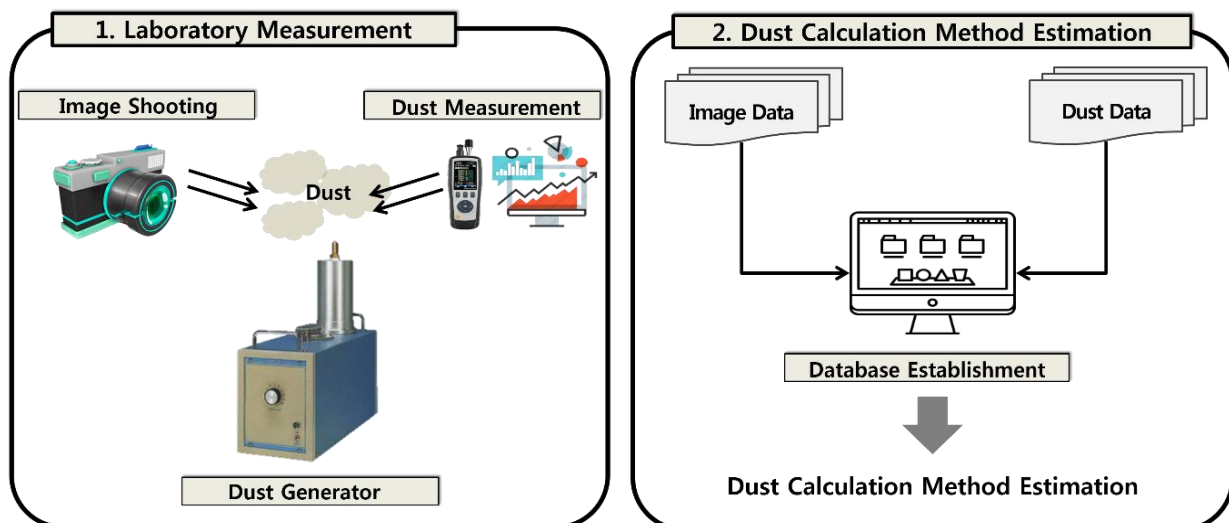 1. Laboratory Measurement
Image Shooting
Dust Measurement
Dust
Dust Generator
2. Dust Calculation Method Estimation
Image Data
Dust Data
Database Establishment
Dust Calculation Method Estimation